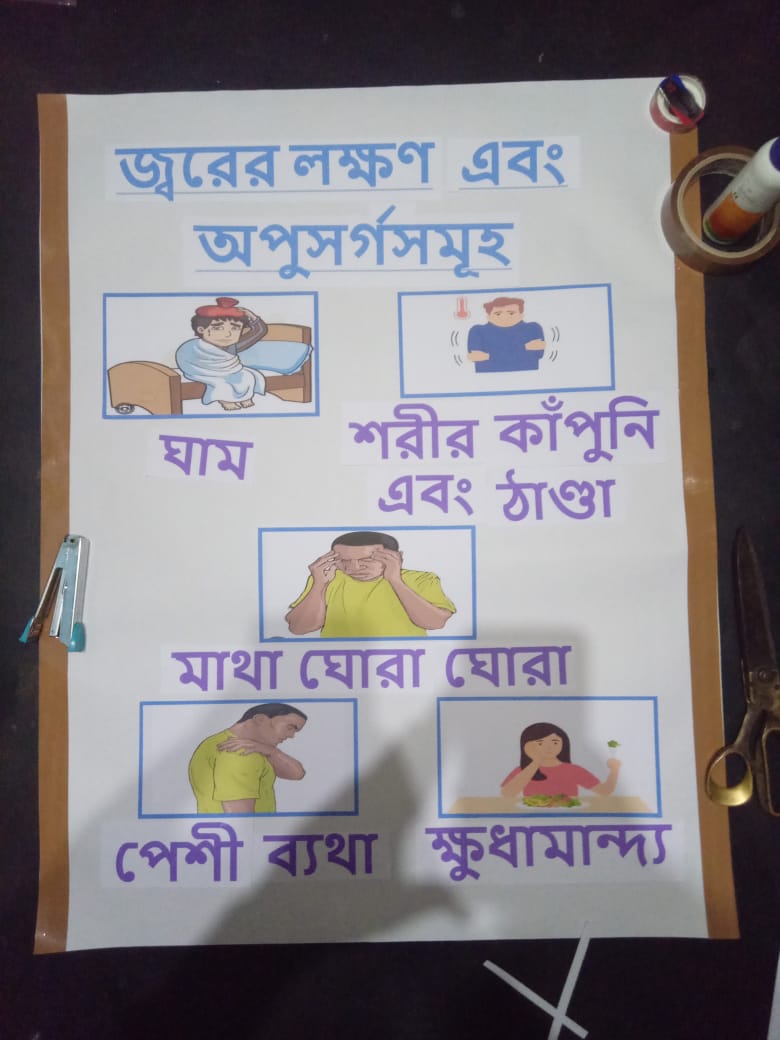 জ্বরের লক্ষণ এবং
অপুসর্গসমূহ
ঘাম
শরীর কাঁপুনি
এবং ঠাণ্ডা
মাথা ঘোরা ঘোরা
পেশী ব্যথা
ক্ষুধামান্দ্য